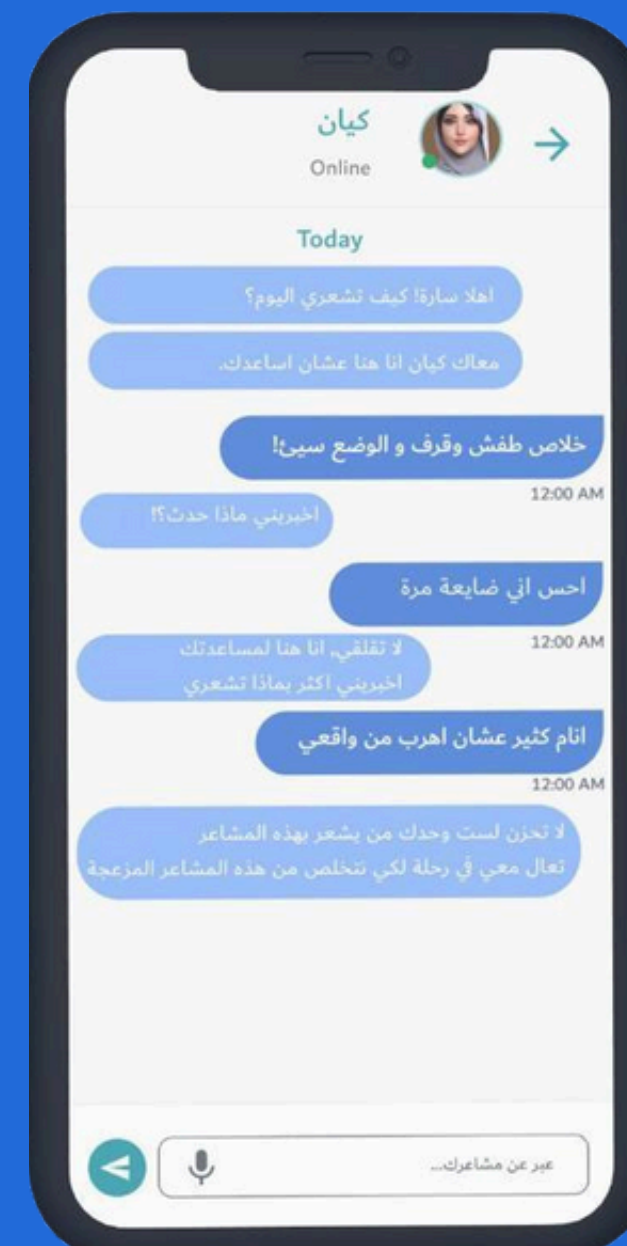 كيان
Online
Today
اهلا سارة! كيف تشعري اليوم؟
معاك كيان انا هنا عشان اساعدك.
خلاص طفش وقرف و الوضع سيئ!
12:00 AM
اخبريني ماذا حدث؟!
احس اني ضايعة مرة
12:00 AM
لا تقلقي, انا هنا لمساعدتك
اخبريني اكثر بماذا تشعري
انام كثير عشان اهرب من واقعي
12:00 AM
لا تحزن لست وحدك من يشعر بهذه المشاعر
تعال معي في رحلة لكي نتخلص من هذه المشاعر المزعجة
عبر عن مشاعرك...